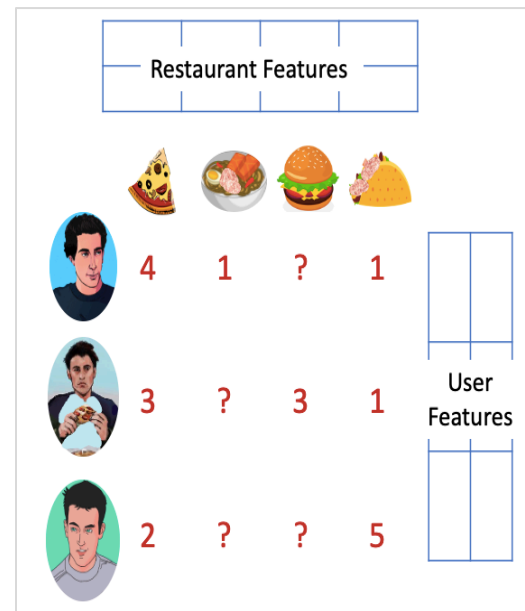 Restaurant Features
4 1 ? 1
3 ? 3 1
User
Features
2 ? ? 5